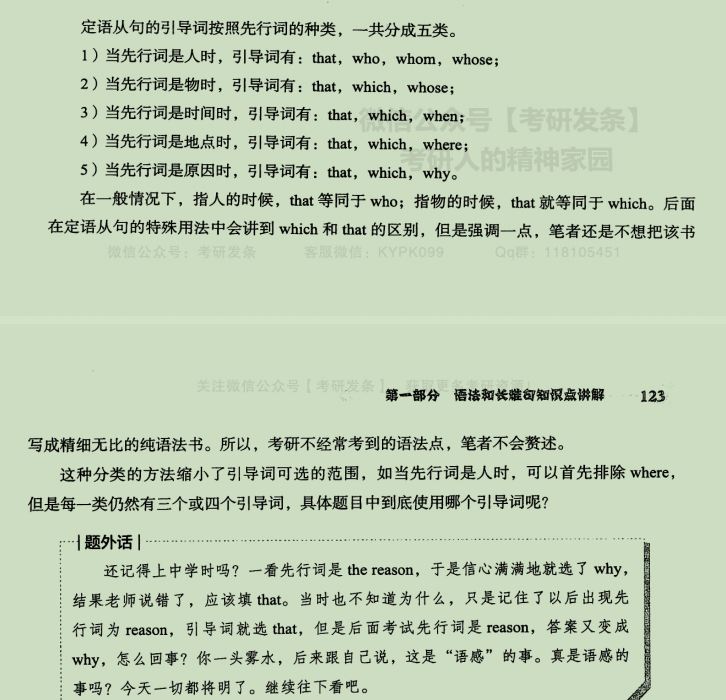 定语从句的引导词按照先行词的种类，一共分成五类。
1）当先行词是人时，引导词有：that，who，whom，whose；
2）当先行词是物时，引导词有：that，which，whose；
3）当先行词是时间时，引导词有：that，which，when；
微信公众号【考研发条】
4）当先行词是地点时，引导词有：that，which，where；
考研人的精神家园
5）当先行词是原因时，引导词有：that，which，why。
在一般情况下，指人的时候，that 等同于 who；指物的时候，that 就等同于 which。后面
在定语从句的特殊用法中会讲到 which 和 that 的区别，但是强调一点，笔者还是不想把该书
微信公众号：考研发条 客服微信：KYPK099 Qq群：118105451
关注微信公众号【考研发条】，获取更多考研资源！
第一部分 语法和长难句知识点讲解 123
写成精细无比的纯语法书。所以，考研不经常考到的语法点，笔者不会赘述。
这种分类的方法缩小了引导词可选的范围，如当先行词是人时，可以首先排除 where，
但是每一类仍然有三个或四个引导词，具体题目中到底使用哪个引导词呢？
题外话
还记得上中学时吗？一看先行词是 the reason，于是信心满满地就选了 why，
结果老师说错了，应该填 that。当时也不知道为什么，只是记住了以后出现先
行词为 reason，引导词就选 that，但是后面考试先行词是 reason，答案又变成
why，怎么回事？你一头雾水，后来跟自己说，这是“语感”的事。真是语感的
事吗？今天一切都将明了。继续往下看吧。